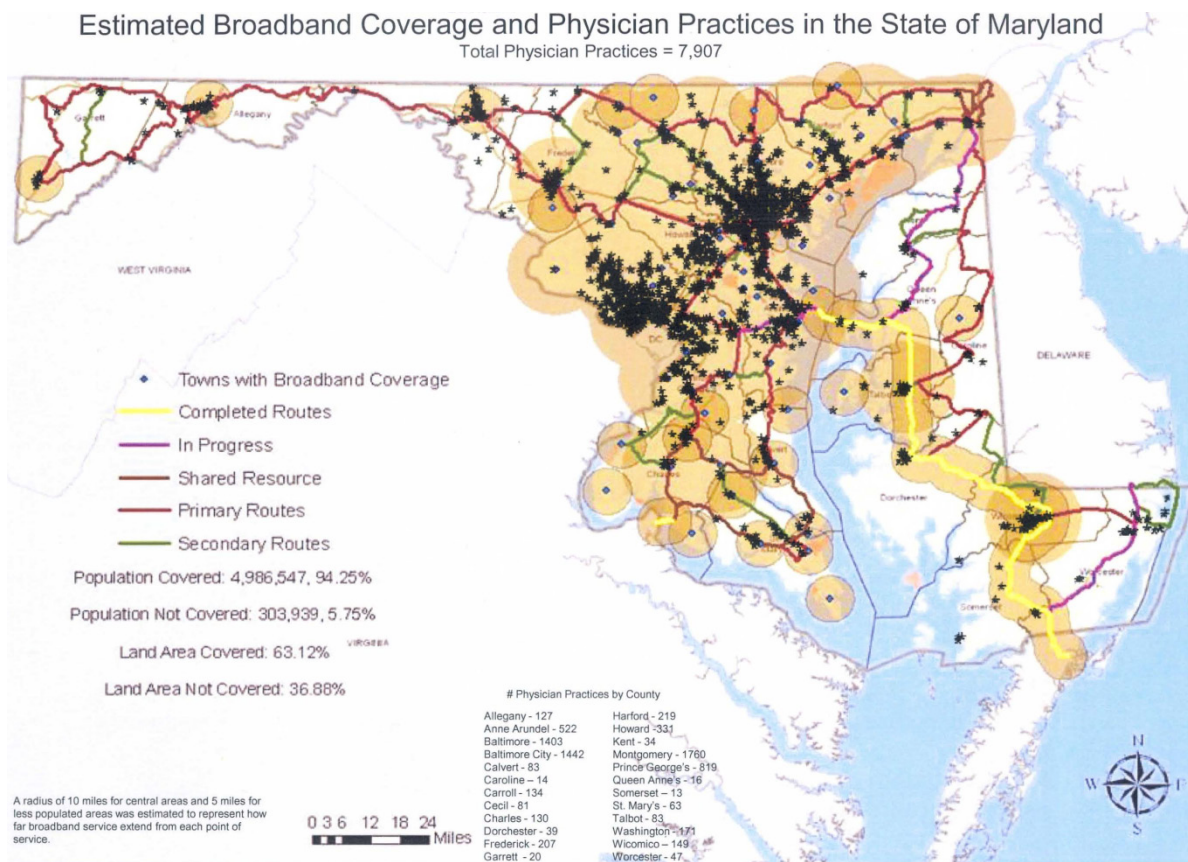 Estimated Broadband Coverage and Physician Practices in the State of Maryland
Total Physician Practices = 7,907
Garrett
Allegany
WEST VIRGINIA
DC
DELAWARE
Charles
Dorchester
Somerset
Worcester
Towns with Broadband Coverage
Completed Routes
In Progress
Shared Resource
Primary Routes
Secondary Routes
Population Covered: 4,986,547, 94.25%
Population Not Covered: 303,939, 5.75%
VIRGINIA
Land Area Covered: 63.12%
Land Area Not Covered: 36.88%
# Physician Practices by County
Allegany - 127
Anne Arundel - 522
Baltimore - 1403
Baltimore City - 1442
Calvert - 83
Caroline – 14
Carroll - 134
Cecil - 81
Charles - 130
Dorchester - 39
Frederick - 207
Garrett - 20
Harford - 219
Howard -331
Kent - 34
Montgomery - 1760
Prince George's - 819
Queen Anne's - 16
Somerset – 13
St. Mary's - 63
Talbot - 83
Washington - 171
Wicomico - 149
Worcester - 47
A radius of 10 miles for central areas and 5 miles for
less populated areas was estimated to represent how
far broadband service extend from each point of
service.
0 3 6 12 18 24
Miles
N
W
E
S